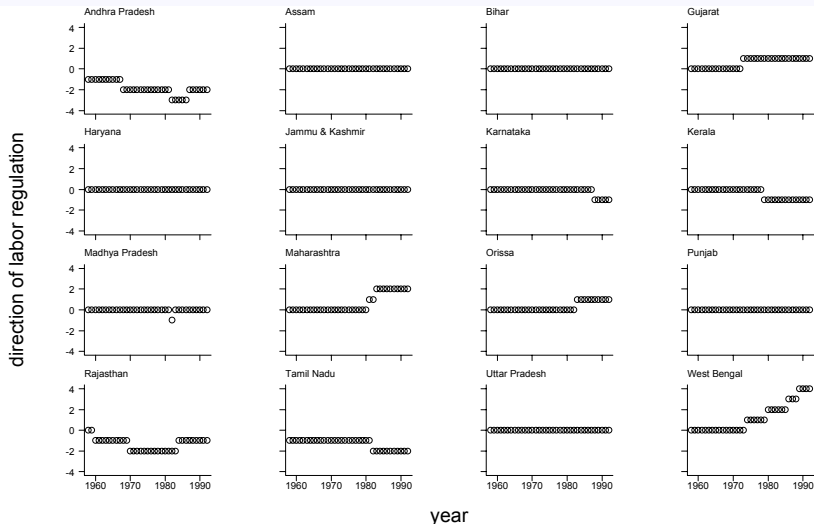 direction of labor regulation
Andhra Pradesh
Assam
Bihar
Gujarat
4
2
0
-2
-4
Haryana
Jammu & Kashmir
Karnataka
Kerala
4
2
0
-2
-4
Madhya Pradesh
Maharashtra
Orissa
Punjab
4
2
0
-2
-4
Rajasthan
Tamil Nadu
Uttar Pradesh
West Bengal
4
2
0
-2
-4
1960 1970 1980 1990 1960 1970 1980 1990 1960 1970 1980 1990 1960 1970 1980 1990
year